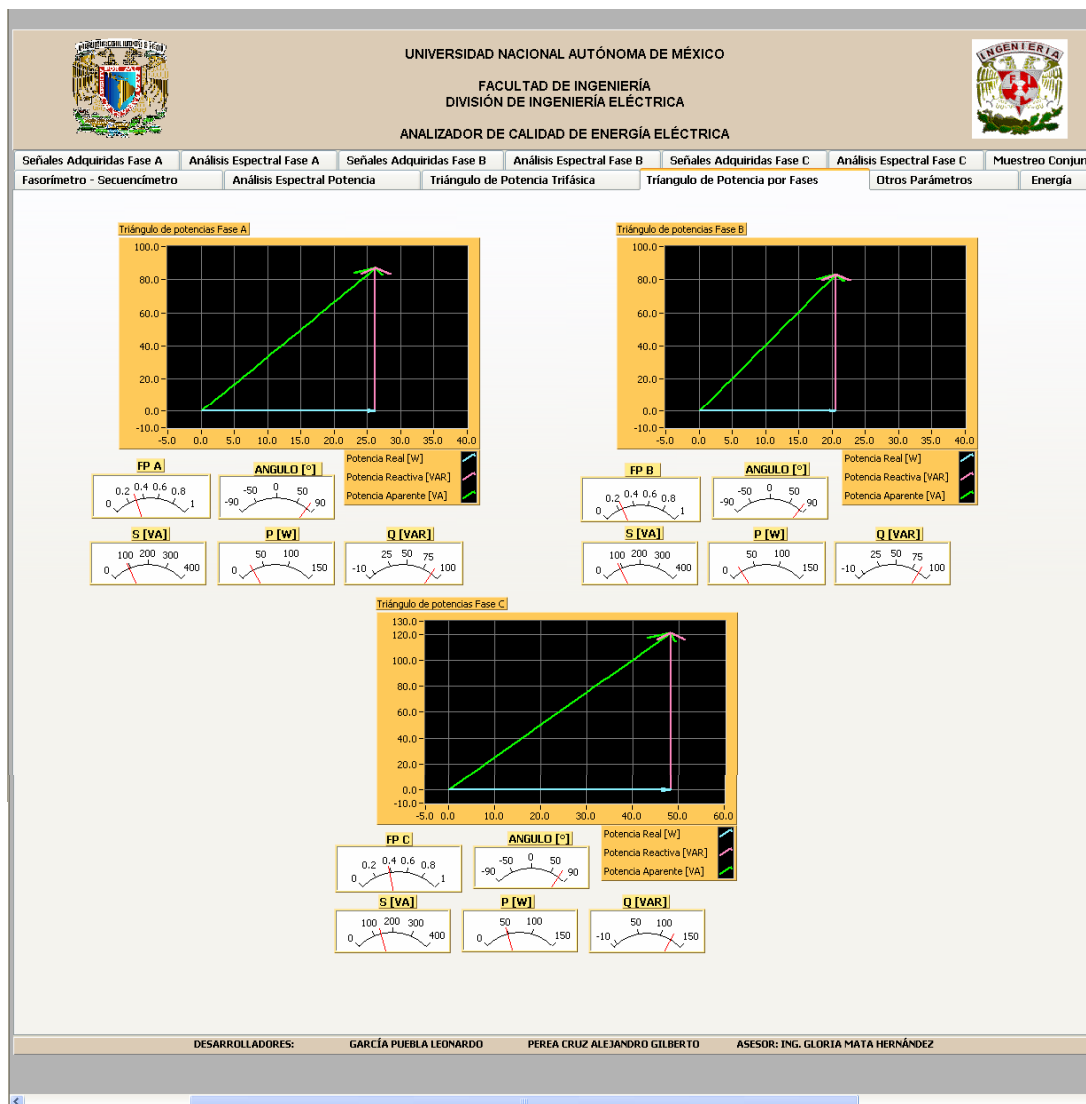 UNIVERSIDAD NACIONAL AUTÓNOMA DE MÉXICO
FACULTAD DE INGENIERÍA
DIVISIÓN DE INGENIERÍA ELÉCTRICA
ANALIZADOR DE CALIDAD DE ENERGÍA ELÉCTRICA
INGENIERIA
Señales Adquiridas Fase A Análisis Espectral Fase A Señales Adquiridas Fase B Análisis Espectral Fase B Señales Adquiridas Fase C Análisis Espectral Fase C Muestreo Conjun
Fasorímetro - Secuencímetro Análisis Espectral Potencia Triángulo de Potencia Trifásica Tríangulo de Potencia por Fases Otros Parámetros Energía
Triángulo de potencias Fase A
100.0
80.0
60.0
40.0
20.0
0.0
-10.0
-5.0 0.0 5.0 10.0 15.0 20.0 25.0 30.0 35.0 40.0
Potencia Real [W]
Potencia Reactiva [VAR]
Potencia Aparente [VA]
FP A
0 0.2 0.4 0.6 0.8 1
ANGULO [°]
-90 -50 0 50 90
S [VA]
0 100 200 300 400
P [W]
0 50 100 150
Q [VAR]
-10 25 50 75 100
Triángulo de potencias Fase B
100.0
80.0
60.0
40.0
20.0
0.0
-10.0
-5.0 0.0 5.0 10.0 15.0 20.0 25.0 30.0 35.0 40.0
Potencia Real [W]
Potencia Reactiva [VAR]
Potencia Aparente [VA]
FP B
0 0.2 0.4 0.6 0.8 1
ANGULO [°]
-90 -50 0 50 90
S [VA]
0 100 200 300 400
P [W]
0 50 100 150
Q [VAR]
-10 25 50 75 100
Triángulo de potencias Fase C
130.0
120.0
100.0
80.0
60.0
40.0
20.0
0.0
-10.0
-5.0 0.0 10.0 20.0 30.0 40.0 50.0 60.0
Potencia Real [W]
Potencia Reactiva [VAR]
Potencia Aparente [VA]
FP C
0 0.2 0.4 0.6 0.8 1
ANGULO [°]
-90 -50 0 50 90
S [VA]
0 100 200 300 400
P [W]
0 50 100 150
Q [VAR]
-10 50 100 150
DESARROLLADORES: GARCÍA PUEBLA LEONARDO PEREA CRUZ ALEJANDRO GILBERTO ASESOR: ING. GLORIA MATA HERNÁNDEZ